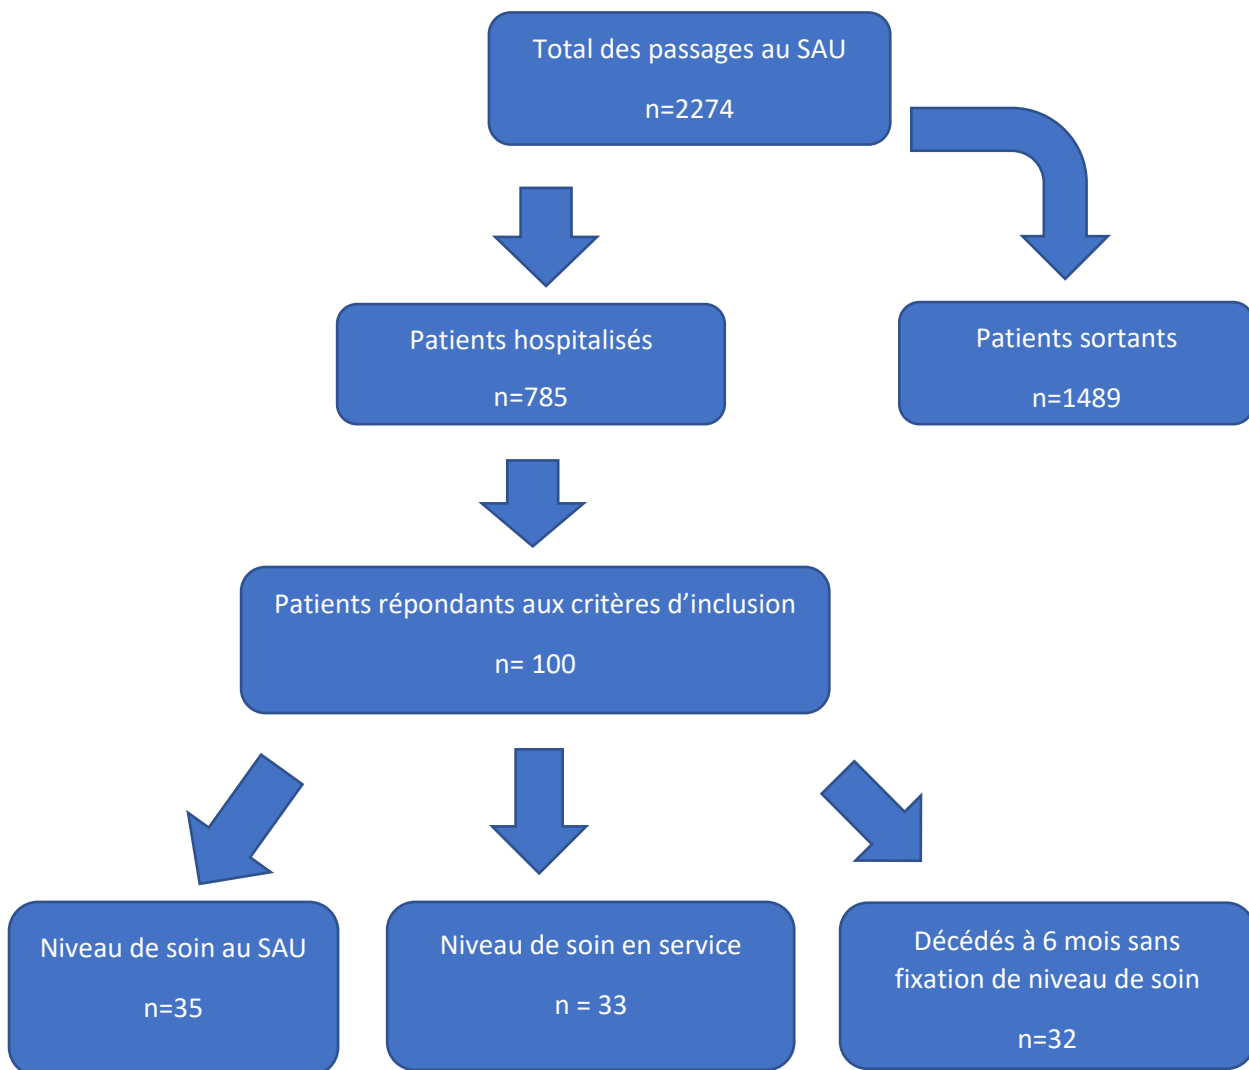 Total des passages au SAU
n=2274
Patients hospitalisés
n=785
Patients sortants
n=1489
Patients répondants aux critères d’inclusion
n= 100
Niveau de soin au SAU
n=35
Niveau de soin en service
n = 33
Décédés à 6 mois sans
fixation de niveau de soin
n=32